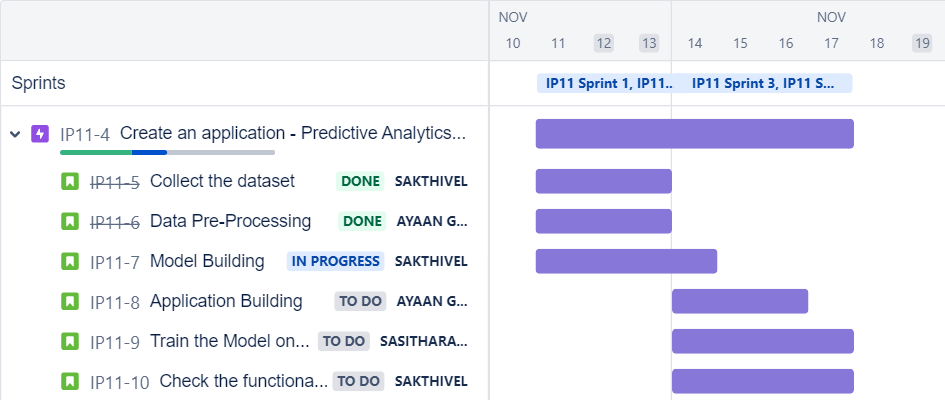 NOV NOV
10 11 12 13 14 15 16 17 18 19
Sprints IP11 Sprint 1, IP11... IP11 Sprint 3, IP11 S...
IP11-4 Create an application - Predictive Analytics...
IP11-5 Collect the dataset DONE SAKTHIVEL
IP11-6 Data Pre-Processing DONE AYAAN G...
IP11-7 Model Building IN PROGRESS SAKTHIVEL
IP11-8 Application Building TO DO AYAAN G...
IP11-9 Train the Model on... TO DO SASITHARA...
IP11-10 Check the functiona... TO DO SAKTHIVEL